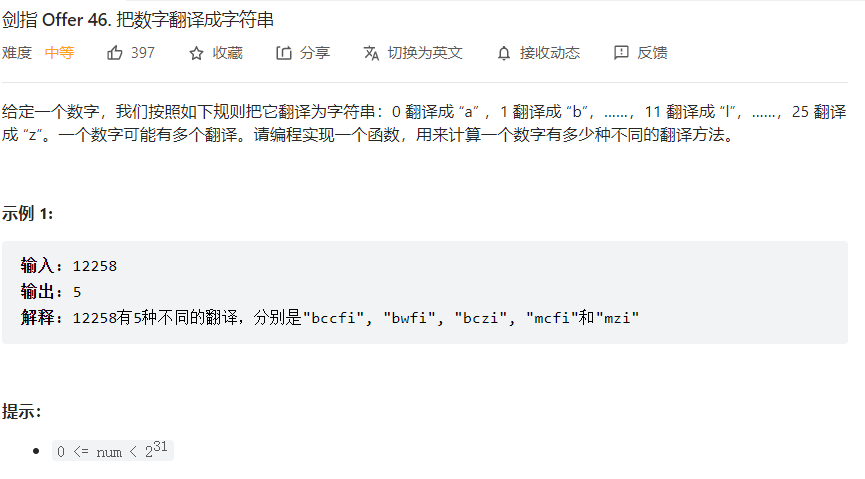 剑指 Offer 46. 把数字翻译成字符串
难度 中等 397 收藏 分享 切换为英文 接收动态 反馈
给定一个数字，我们按照如下规则把它翻译为字符串：0 翻译成 “a” ，1 翻译成 “b”，……，11 翻译成 “l”，……，25 翻译
成 “z”。一个数字可能有多个翻译。请编程实现一个函数，用来计算一个数字有多少种不同的翻译方法。
示例 1:
输入: 12258
输出: 5
解释: 12258有5种不同的翻译，分别是"bccfi", "bwfi", "bczi", "mcfi"和"mzi"
提示：
0 <= num < 2^31